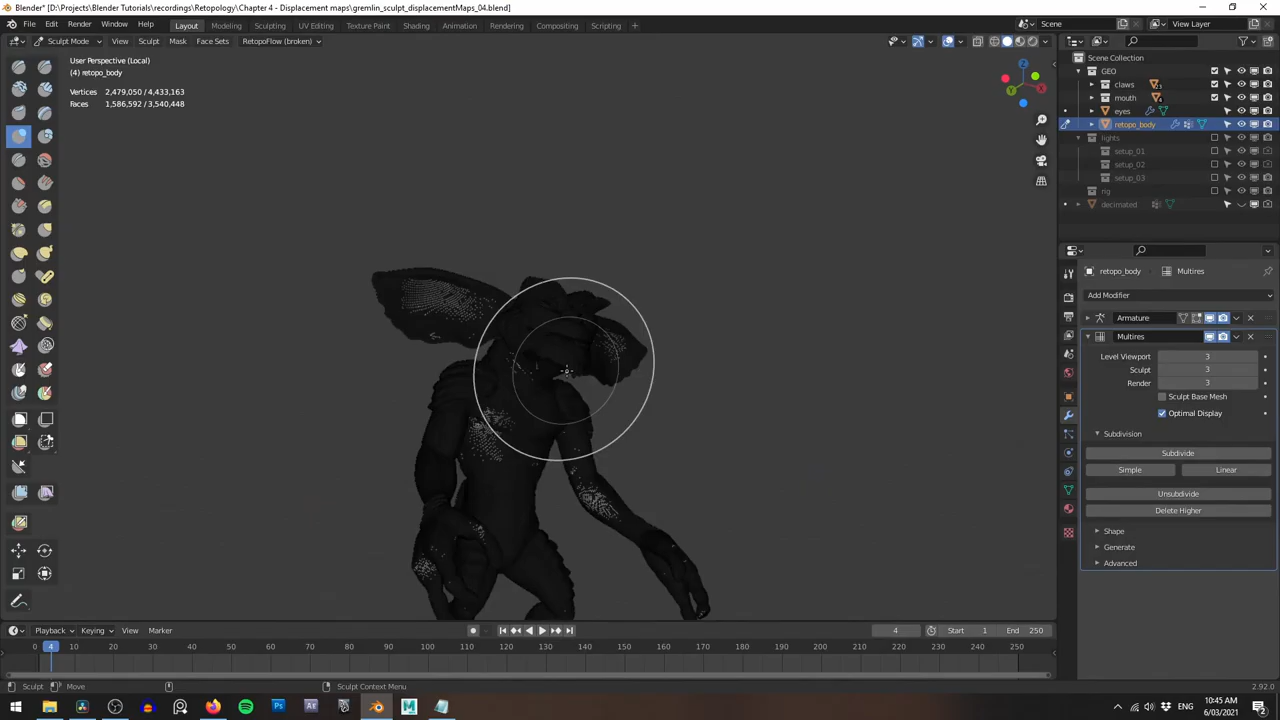 Blender* [D:\Projects\Blender Tutorials\recordings\Retopology\Chapter 4 - Displacement maps\gremlin_sculpt_displacementMaps_04.blend]
File Edit Render Window Help Layout Modeling Sculpting UV Editing Texture Paint Shading Animation Rendering Compositing Scripting + Scene View Layer
Sculpt Mode View Sculpt Mask Face Sets RetopoFlow (broken)
User Perspective (Local)
(4) retopo_body
Vertices 2,479,050 / 4,433,163
Faces 1,586,592 / 3,540,448
Scene Collection
GEO
claws
mouth
eyes
retopo_body
lights
setup_01
setup_02
setup_03
rig
decimated
retopo_body Multires
Add Modifier
Armature
Multires
Level Viewport 3
Sculpt 3
Render 3
Sculpt Base Mesh
Optimal Display
Subdivision
Subdivide
Simple Linear
Unsubdivide
Delete Higher
Shape
Generate
Advanced
Playback Keying View Marker 4 Start 1 End 250
0 4 10 20 30 40 50 60 70 80 90 100 110 120 130 140 150 160 170 180 190 200 210 220 230 240 250
Sculpt Move Sculpt Context Menu 2.92.0
ENG 10:45 AM
6/03/2021